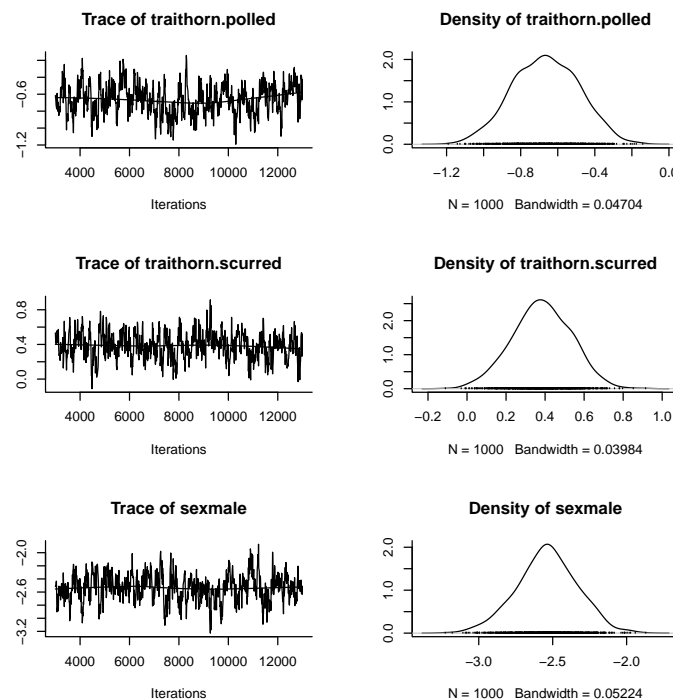 Trace of traithorn.polled
−0.6
−1.2
4000 6000 8000 10000 12000
Iterations
Density of traithorn.polled
2.0
1.0
0.0
−1.2 −0.8 −0.4 0.0
N = 1000 Bandwidth = 0.04704
Trace of traithorn.scurred
0.8
0.4
0.0
4000 6000 8000 10000 12000
Iterations
Density of traithorn.scurred
2.0
1.0
0.0
−0.2 0.0 0.2 0.4 0.6 0.8 1.0
N = 1000 Bandwidth = 0.03984
Trace of sexmale
−2.0
−2.6
−3.2
4000 6000 8000 10000 12000
Iterations
Density of sexmale
2.0
1.0
0.0
−3.0 −2.5 −2.0
N = 1000 Bandwidth = 0.05224